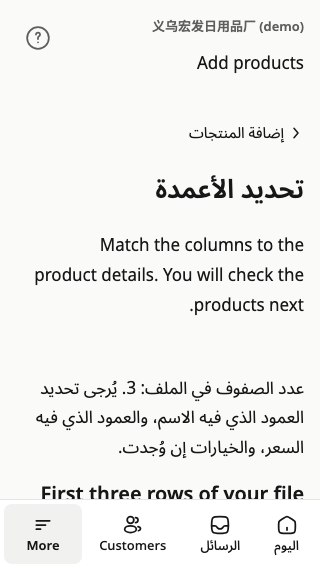 义乌宏发日用品厂 (demo)
Add products
إضافة المنتجات
تحديد الأعمدة
Match the columns to the
product details. You will check the
products next.
عدد الصفوف في الملف: 3. يُرجى تحديد
العمود الذي فيه الاسم، والعمود الذي فيه
السعر، والخيارات إن وُجدت.
First three rows of your file
اليوم
الرسائل
Customers
More